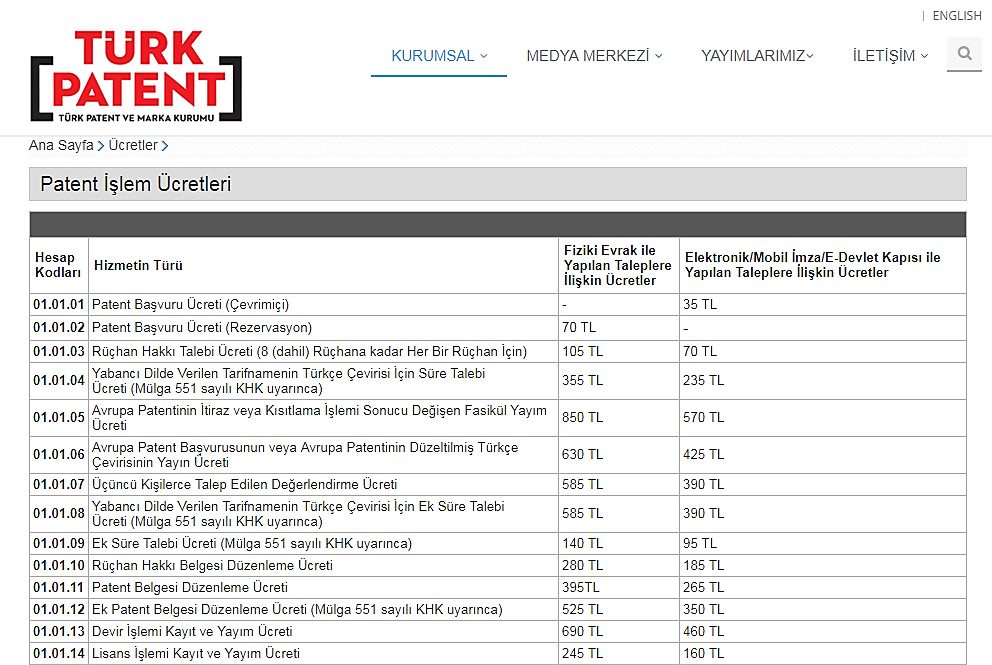 | ENGLISH
TÜRK
PATENT
TÜRK PATENT VE MARKA KURUMU
KURUMSAL
MEDYA MERKEZİ
YAYIMLARIMIZ
İLETİŞİM
Ana Sayfa > Ücretler >
Patent İşlem Ücretleri
Hesap
Kodları
Hizmetin Türü
Fiziki Evrak ile
Yapılan Taleplere
İlişkin Ücretler
Elektronik/Mobil İmza/E-Devlet Kapısı ile
Yapılan Taleplere İlişkin Ücretler
01.01.01 Patent Başvuru Ücreti (Çevrimiçi) - 35 TL
01.01.02 Patent Başvuru Ücreti (Rezervasyon) 70 TL -
01.01.03 Rüçhan Hakkı Talebi Ücreti (8 (dahil) Rüçhana kadar Her Bir Rüçhan İçin) 105 TL 70 TL
01.01.04 Yabancı Dilde Verilen Tarifnamenin Türkçe Çevirisi İçin Süre Talebi
Ücreti (Mülga 551 sayılı KHK uyarınca) 355 TL 235 TL
01.01.05 Avrupa Patentinin İtiraz veya Kısıtlama İşlemi Sonucu Değişen Fasikül Yayım
Ücreti 850 TL 570 TL
01.01.06 Avrupa Patent Başvurusunun veya Avrupa Patentinin Düzeltilmiş Türkçe
Çevirisinin Yayın Ücreti 630 TL 425 TL
01.01.07 Üçüncü Kişilerce Talep Edilen Değerlendirme Ücreti 585 TL 390 TL
01.01.08 Yabancı Dilde Verilen Tarifnamenin Türkçe Çevirisi İçin Ek Süre Talebi
Ücreti (Mülga 551 sayılı KHK uyarınca) 585 TL 390 TL
01.01.09 Ek Süre Talebi Ücreti (Mülga 551 sayılı KHK uyarınca) 140 TL 95 TL
01.01.10 Rüçhan Hakkı Belgesi Düzenleme Ücreti 280 TL 185 TL
01.01.11 Patent Belgesi Düzenleme Ücreti 395TL 265 TL
01.01.12 Ek Patent Belgesi Düzenleme Ücreti (Mülga 551 sayılı KHK uyarınca) 525 TL 350 TL
01.01.13 Devir İşlemi Kayıt ve Yayım Ücreti 690 TL 460 TL
01.01.14 Lisans İşlemi Kayıt ve Yayım Ücreti 245 TL 160 TL